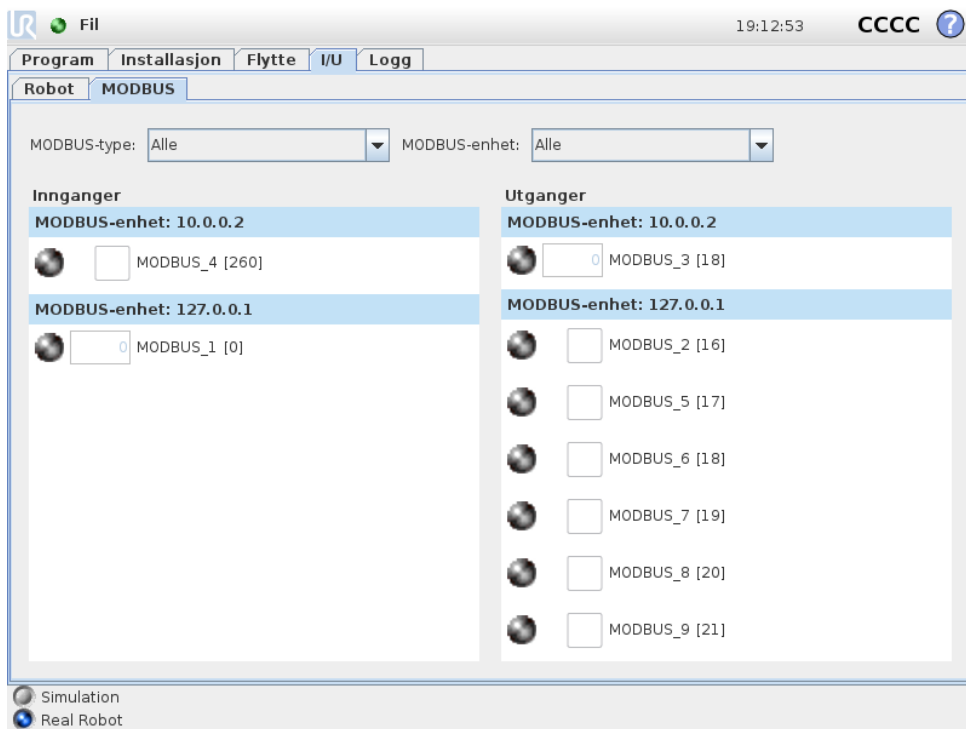 UR Fil 19:12:53 CCCC ?
Program Installasjon Flytte I/U Logg
Robot MODBUS
MODBUS-type: Alle MODBUS-enhet: Alle
Inngang​er
MODBUS-enhet: 10.0.0.2
MODBUS_4 [260]
MODBUS-enhet: 127.0.0.1
0 MODBUS_1 [0]
Utganger
MODBUS-enhet: 10.0.0.2
0 MODBUS_3 [18]
MODBUS-enhet: 127.0.0.1
MODBUS_2 [16]
MODBUS_5 [17]
MODBUS_6 [18]
MODBUS_7 [19]
MODBUS_8 [20]
MODBUS_9 [21]
Simulation
Real Robot